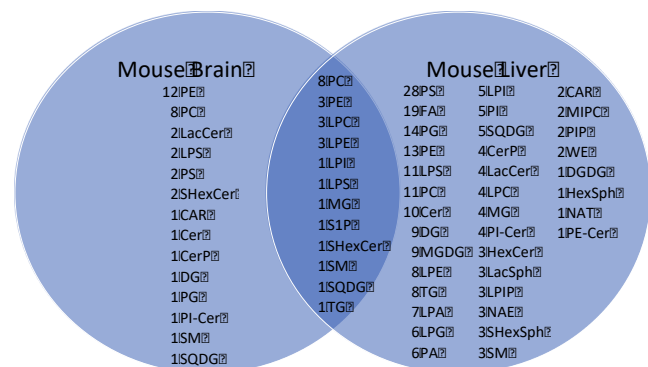 Mouse Brain
12 PE
8 PC
2 LacCer
2 LPS
2 PS
2 SHexCer
1 CAR
1 Cer
1 CerP
1 DG
1 PG
1 PI-Cer
1 SM
1 SQDG
8 PC
3 PE
3 LPC
3 LPE
1 LPI
1 LPS
1 MG
1 S1P
1 SHexCer
1 SM
1 SQDG
1 TG
Mouse Liver
28 PS
19 FA
14 PG
13 PE
11 LPS
11 PC
10 Cer
9 DG
9 MGDG
8 LPE
8 TG
7 LPA
6 LPG
6 PA
5 LPI
5 PI
5 SQDG
4 CerP
4 LacCer
4 LPC
4 MG
4 PI-Cer
3 HexCer
3 LacSph
3 LPIP
3 NAE
3 SHexSph
3 SM
2 CAR
2 MIPC
2 PIP
2 WE
1 DGDG
1 HexSph
1 NAT
1 PE-Cer